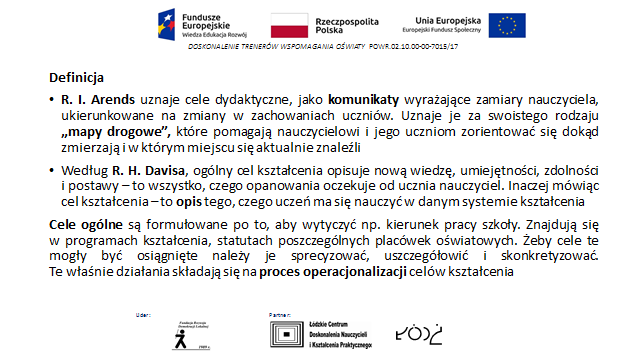 Fundusze
Europejskie
Wiedza Edukacja Rozwój
Rzeczpospolita
Polska
Unia Europejska
Europejski Fundusz Społeczny
DOSKONALENIE TRENERÓW WSPOMAGANIA OŚWIATY POWR.02.10.00-00-7015/17
Definicja
• R. I. Arends uznaje cele dydaktyczne, jako komunikaty wyrażające zamiary nauczyciela,
ukierunkowane na zmiany w zachowaniach uczniów. Uznaje je za swoistego rodzaju
„mapy drogowe”, które pomagają nauczycielowi i jego uczniom zorientować się dokąd
zmierzają i w którym miejscu się aktualnie znaleźli
• Według R. H. Davisa, ogólny cel kształcenia opisuje nową wiedzę, umiejętności, zdolności
i postawy – to wszystko, czego opanowania oczekuje od ucznia nauczyciel. Inaczej mówiąc
cel kształcenia – to opis tego, czego uczeń ma się nauczyć w danym systemie kształcenia
Cele ogólne są formułowane po to, aby wytyczyć np. kierunek pracy szkoły. Znajdują się
w programach kształcenia, statutach poszczególnych placówek oświatowych. Żeby cele te
mogły być osiągnięte należy je sprecyzować, uszczegółowić i skonkretyzować.
Te właśnie działania składają się na proces operacjonalizacji celów kształcenia
Lider:
Partner:
Fundacja Rozwoju
Demokracji Lokalnej
Łódzkie Centrum
Doskonalenia Nauczycieli
i Kształcenia Praktycznego